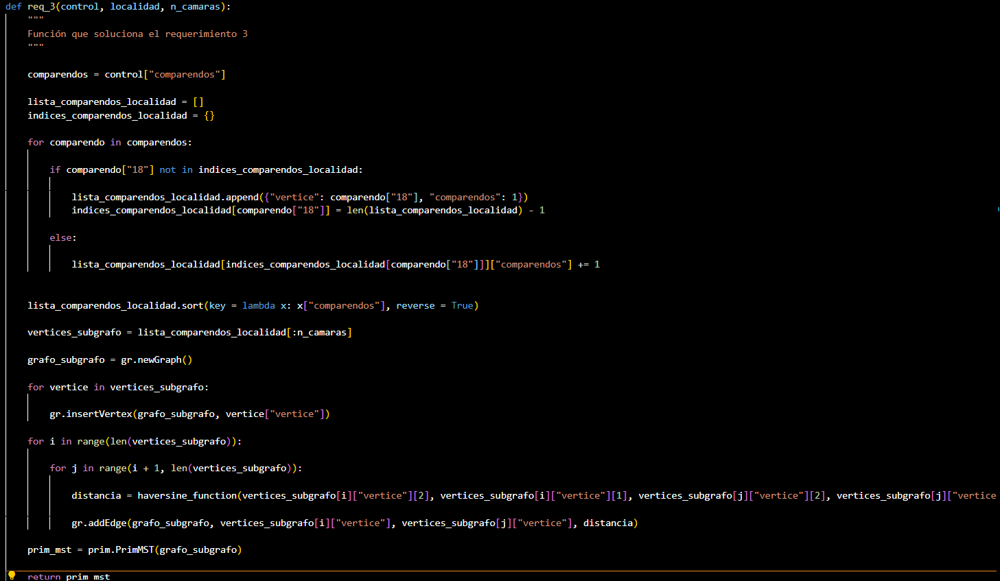 def req_3(control, localidad, n_camaras):
    """
    Función que soluciona el requerimiento 3
    """
    comparendos = control["comparendos"]
    lista_comparendos_localidad = []
    indices_comparendos_localidad = {}
    for comparendo in comparendos:
        if comparendo["18"] not in indices_comparendos_localidad:
            lista_comparendos_localidad.append({"vertice": comparendo["18"], "comparendos": 1})
            indices_comparendos_localidad[comparendo["18"]] = len(lista_comparendos_localidad) - 1
        else:
            lista_comparendos_localidad[indices_comparendos_localidad[comparendo["18"]]]["comparendos"] += 1
    lista_comparendos_localidad.sort(key = lambda x: x["comparendos"], reverse = True)
    vertices_subgrafo = lista_comparendos_localidad[:n_camaras]
    grafo_subgrafo = gr.newGraph()
    for vertice in vertices_subgrafo:
        gr.insertVertex(grafo_subgrafo, vertice["vertice"])
    for i in range(len(vertices_subgrafo)):
        for j in range(i + 1, len(vertices_subgrafo)):
            distancia = haversine_function(vertices_subgrafo[i]["vertice"][2], vertices_subgrafo[i]["vertice"][1], vertices_subgrafo[j]["vertice"][2], vertices_subgrafo[j]["vertice
            gr.addEdge(grafo_subgrafo, vertices_subgrafo[i]["vertice"], vertices_subgrafo[j]["vertice"], distancia)
    prim_mst = prim.PrimMST(grafo_subgrafo)
    return prim_mst